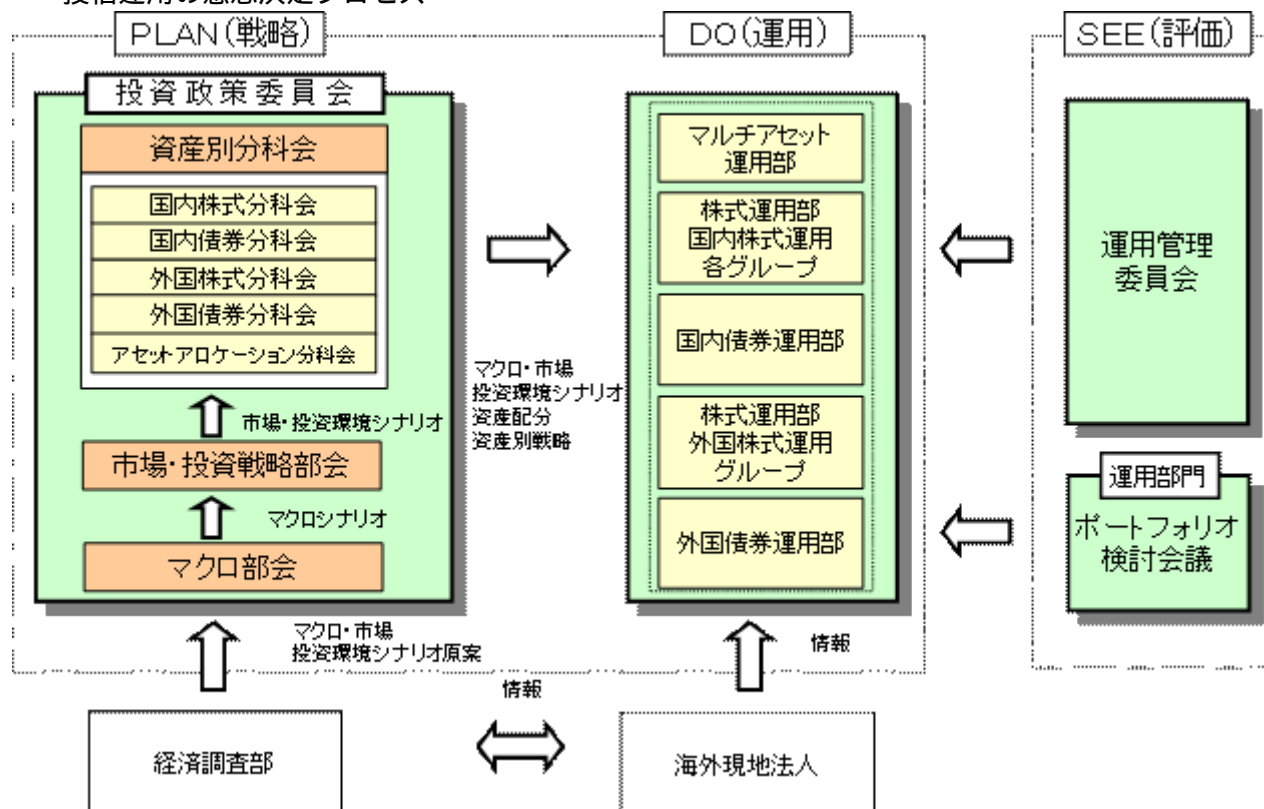 投信運用の意思決定プロセス
PLAN(戦略)
投資政策委員会
資産別分科会
国内株式分科会
国内債券分科会
外国株式分科会
外国債券分科会
アセットアロケーション分科会
市場・投資環境シナリオ
市場・投資戦略部会
マクロシナリオ
マクロ部会
マクロ・市場
投資環境シナリオ原案
経済調査部
マクロ・市場
投資環境シナリオ
資産配分
資産別戦略
情報
DO(運用)
マルチアセット
運用部
株式運用部
国内株式運用
各グループ
国内債券運用部
株式運用部
外国株式運用
グループ
外国債券運用部
情報
海外現地法人
SEE(評価)
運用管理
委員会
運用部門
ポートフォリオ
検討会議